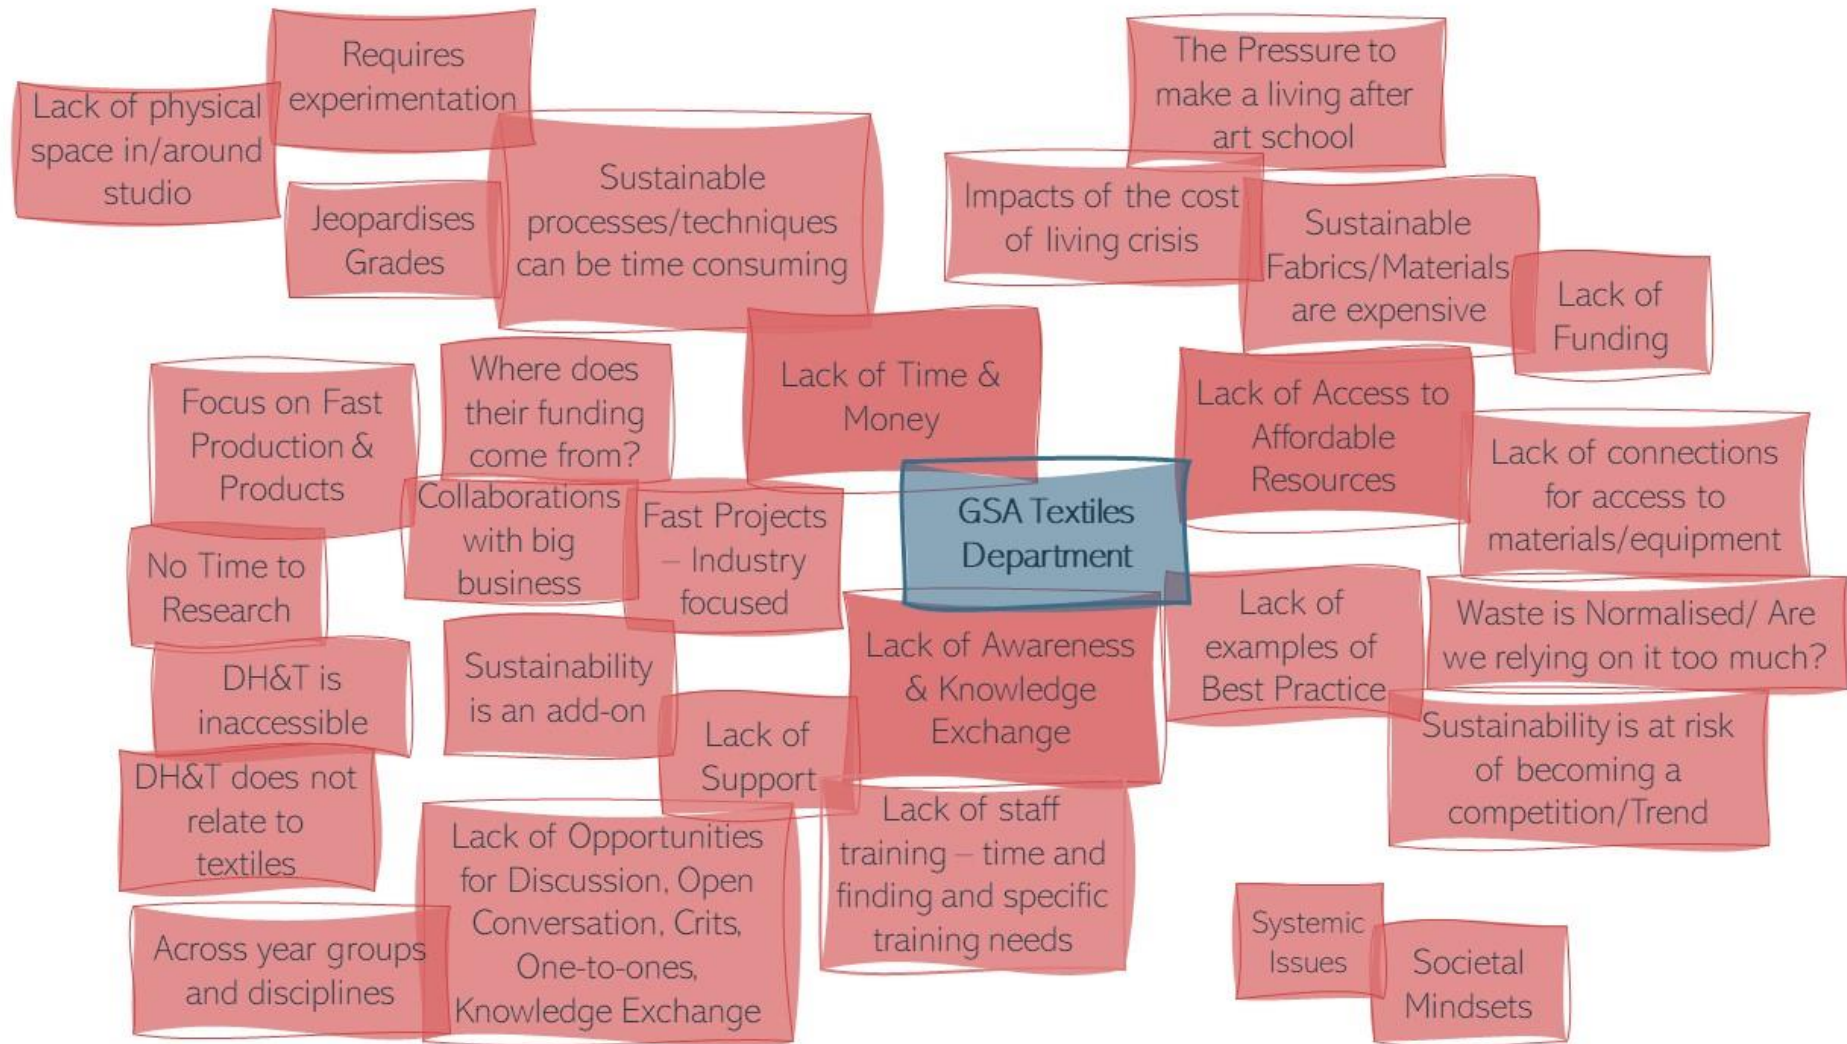 Requires
experimentation
Lack of physical
space in/around
studio
Jeopardises
Grades
Sustainable
processes/techniques
can be time consuming
The Pressure to
make a living after
art school
Impacts of the cost
of living crisis
Sustainable
Fabrics/Materials
are expensive
Lack of
Funding
Lack of Time &
Money
Lack of Access to
Affordable
Resources
Lack of connections
for access to
materials/equipment
Focus on Fast
Production &
Products
Where does
their funding
come from?
Collaborations
with big
business
Fast Projects
– Industry
focused
GSA Textiles
Department
No Time to
Research
DH&T is
inaccessible
DH&T does not
relate to
textiles
Sustainability
is an add-on
Lack of
Support
Lack of Awareness
& Knowledge
Exchange
Lack of
examples of
Best Practice
Waste is Normalised/ Are
we relying on it too much?
Sustainability is at risk
of becoming a
competition/Trend
Across year groups
and disciplines
Lack of Opportunities
for Discussion, Open
Conversation, Crits,
One-to-ones,
Knowledge Exchange
Lack of staff
training – time and
finding and specific
training needs
Systemic
Issues
Societal
Mindsets